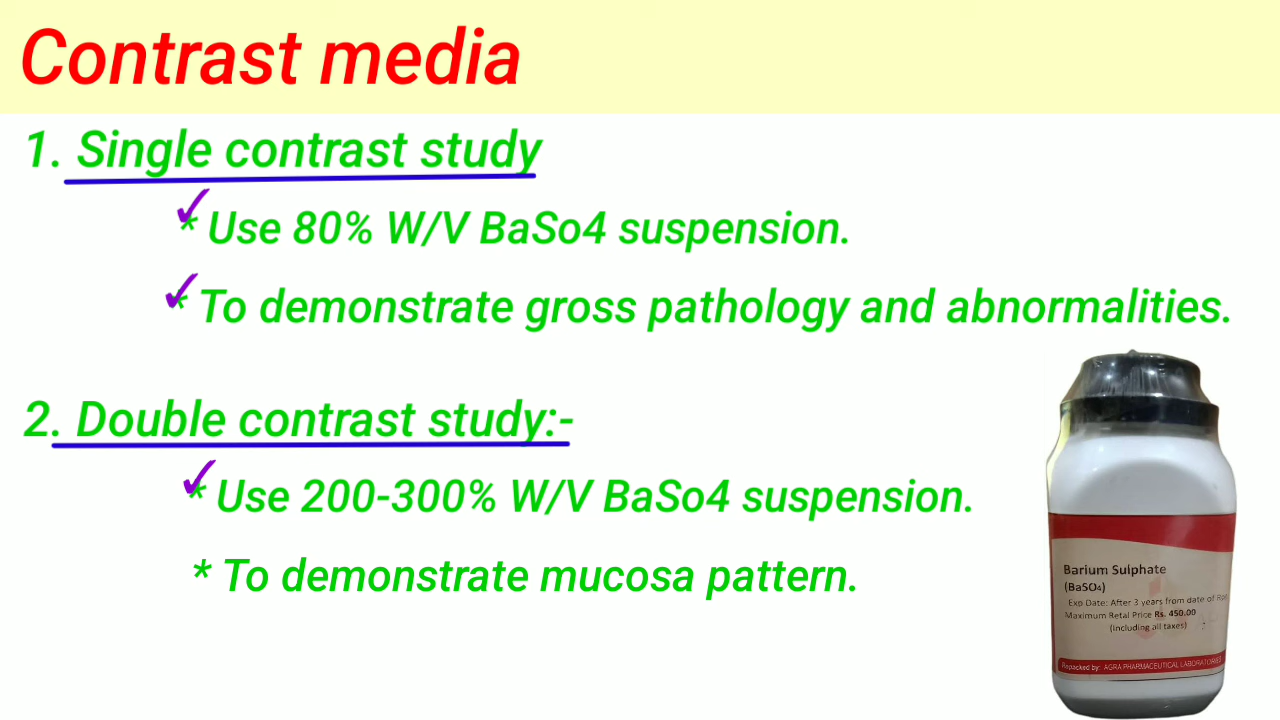 Contrast media
1. Single contrast study
* Use 80% W/V BaSo4 suspension.
* To demonstrate gross pathology and abnormalities.
2. Double contrast study:-
* Use 200-300% W/V BaSo4 suspension.
* To demonstrate mucosa pattern.
Barium Sulphate
(BaSO₄)
Exp Date: After 3 years from date of
Maximum Retal Price Rs. 450.00
(Including all taxes)
Repacked by: AGRA PHARMACEUTICAL LABORATORIES